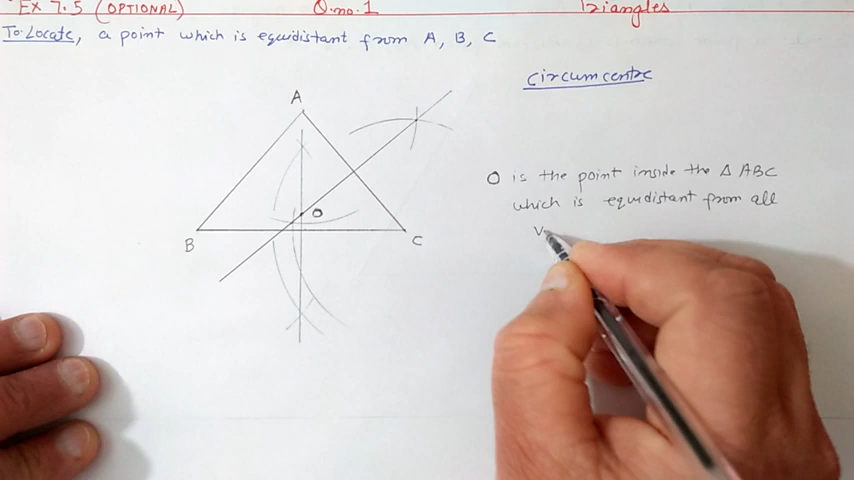 EX 7.5 (OPTIONAL) Q.no.1 Triangles
To Locate, a point which is equidistant from A, B, C
Circumcentre
A
O is the point inside the Δ ABC
which is equidistant from all
O
V
B
C